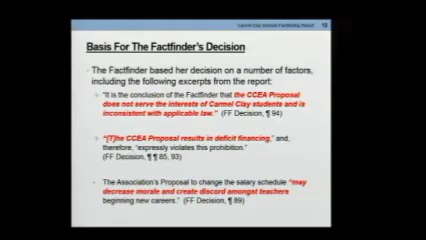 Carmel Clay Schools Factfinding Report
Basis For The Factfinder's Decision
- The Factfinder based her decision on a number of factors,
including the following excerpts from the report:
"It is the conclusion of the Factfinder that the CCEA Proposal
does not serve the interests of Carmel Clay students and is
inconsistent with applicable law." (FF Decision, ¶ 94)
"[T]he CCEA Proposal results in deficit financing," and,
therefore, "expressly violates this prohibition."
(FF Decision, ¶ ¶ 85, 93)
The Association's Proposal to change the salary schedule "may
decrease morale and create discord amongst teachers
beginning new careers." (FF Decision, ¶ 89)